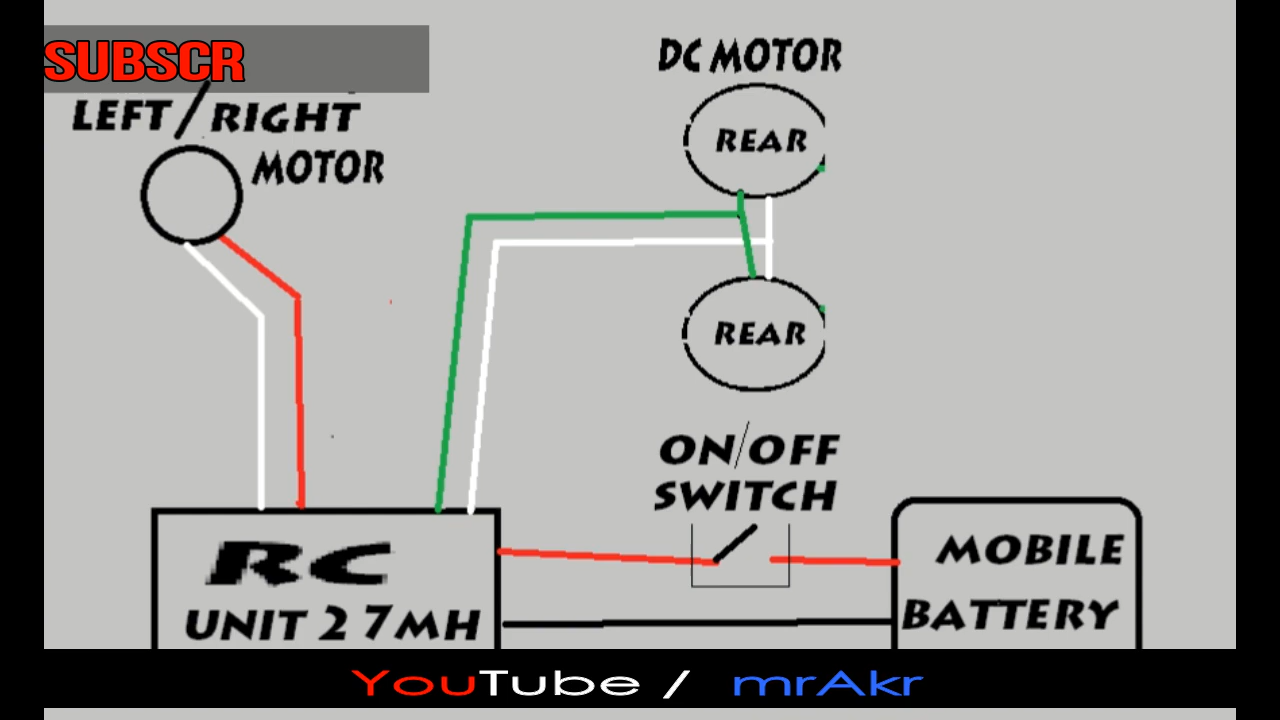 SUBSCR
LEFT/RIGHT
MOTOR
DC MOTOR
REAR
REAR
ON/OFF
SWITCH
RC
UNIT 27MH
MOBILE
BATTERY
YouTube / mrAkr